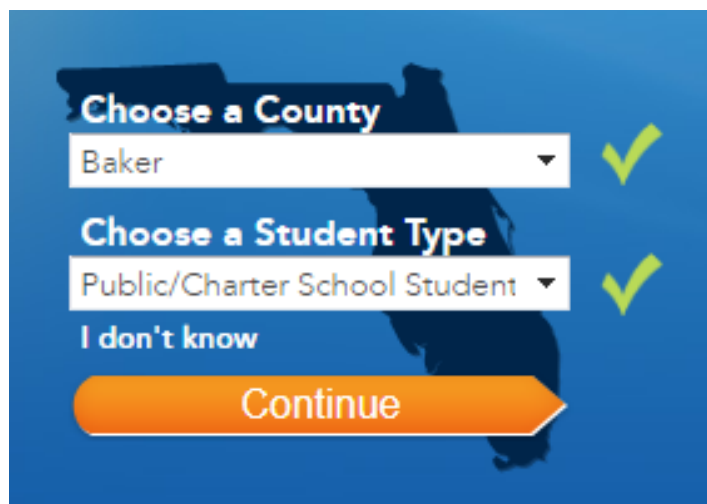 Choose a County
Baker
Choose a Student Type
Public/Charter School Student
I don't know
Continue